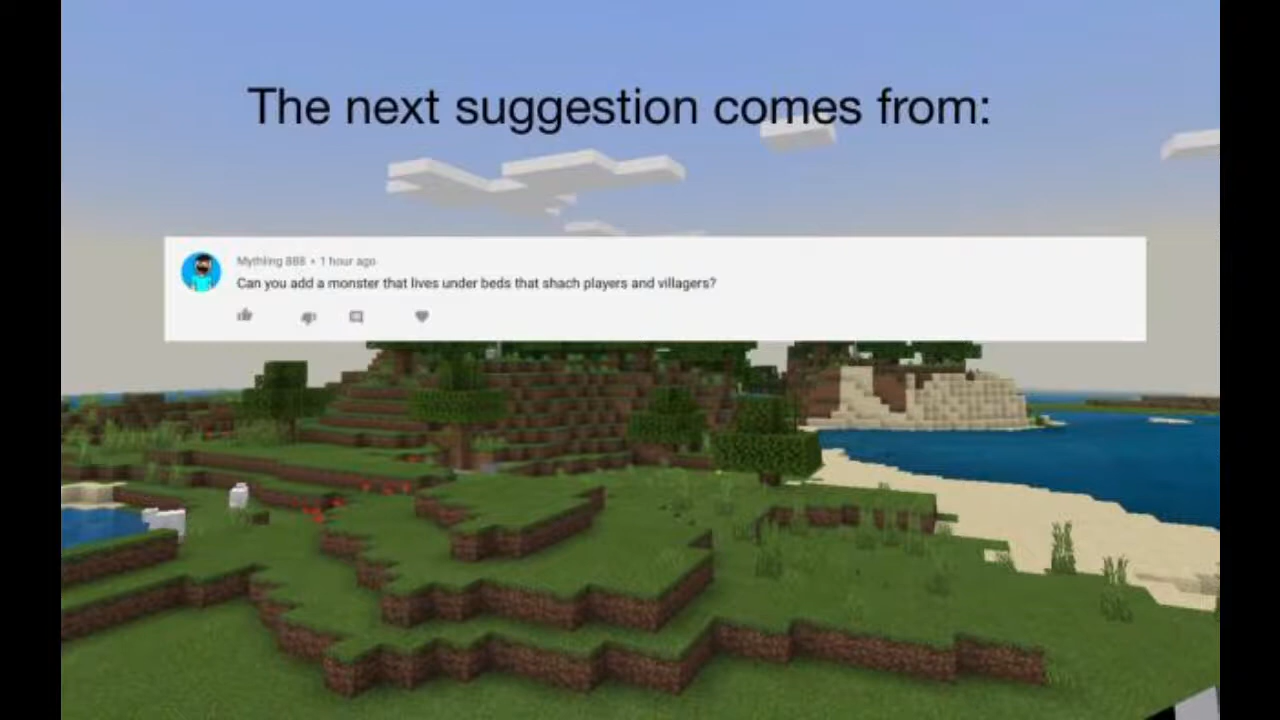 The next suggestion comes from:
Mythling 888 • 1 hour ago
Can you add a monster that lives under beds that shach players and villagers?